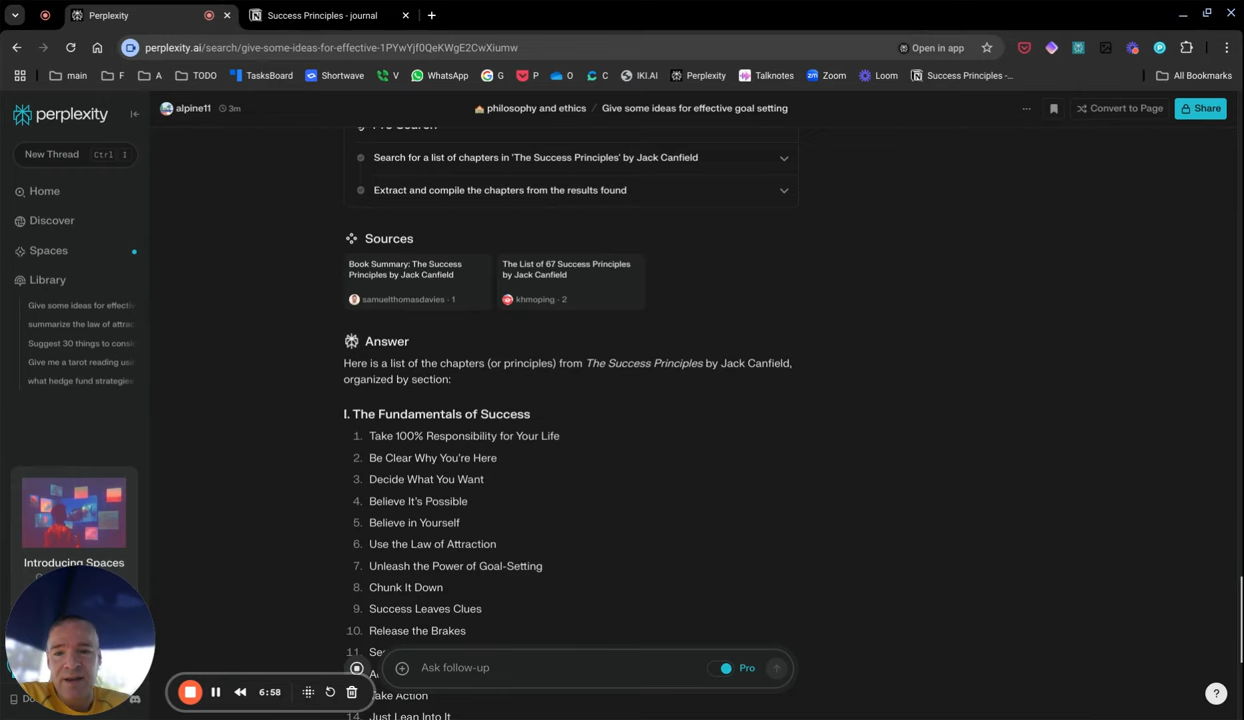 Perplexity
Success Principles - journal
perplexity.ai/search/give-some-ideas-for-effective-1PYwYjf0QeKWgE2CwXiumw
Open in app
main
F
A
TODO
TasksBoard
Shortwave
V
WhatsApp
G
P
O
C
IKI.AI
Perplexity
Talknotes
Zoom
Loom
Success Principles -...
All Bookmarks
perplexity
alpine11
3m
philosophy and ethics / Give some ideas for effective goal setting
Convert to Page
Share
New Thread
Ctrl I
Home
Discover
Spaces
Library
Give some ideas for effecti
summarize the law of attrac
Suggest 30 things to consi
Give me a tarot reading usi
what hedge fund strategies
Introducing Spaces
Pro Search
Search for a list of chapters in 'The Success Principles' by Jack Canfield
Extract and compile the chapters from the results found
Sources
Book Summary: The Success
Principles by Jack Canfield
samuelthomasdavies · 1
The List of 67 Success Principles
by Jack Canfield
khmoping · 2
Answer
Here is a list of the chapters (or principles) from The Success Principles by Jack Canfield,
organized by section:
I. The Fundamentals of Success
1. Take 100% Responsibility for Your Life
2. Be Clear Why You're Here
3. Decide What You Want
4. Believe It's Possible
5. Believe in Yourself
6. Use the Law of Attraction
7. Unleash the Power of Goal-Setting
8. Chunk It Down
9. Success Leaves Clues
10. Release the Brakes
11. Se
Take Action
14. Just Lean Into It
Ask follow-up
Pro
6:58
?